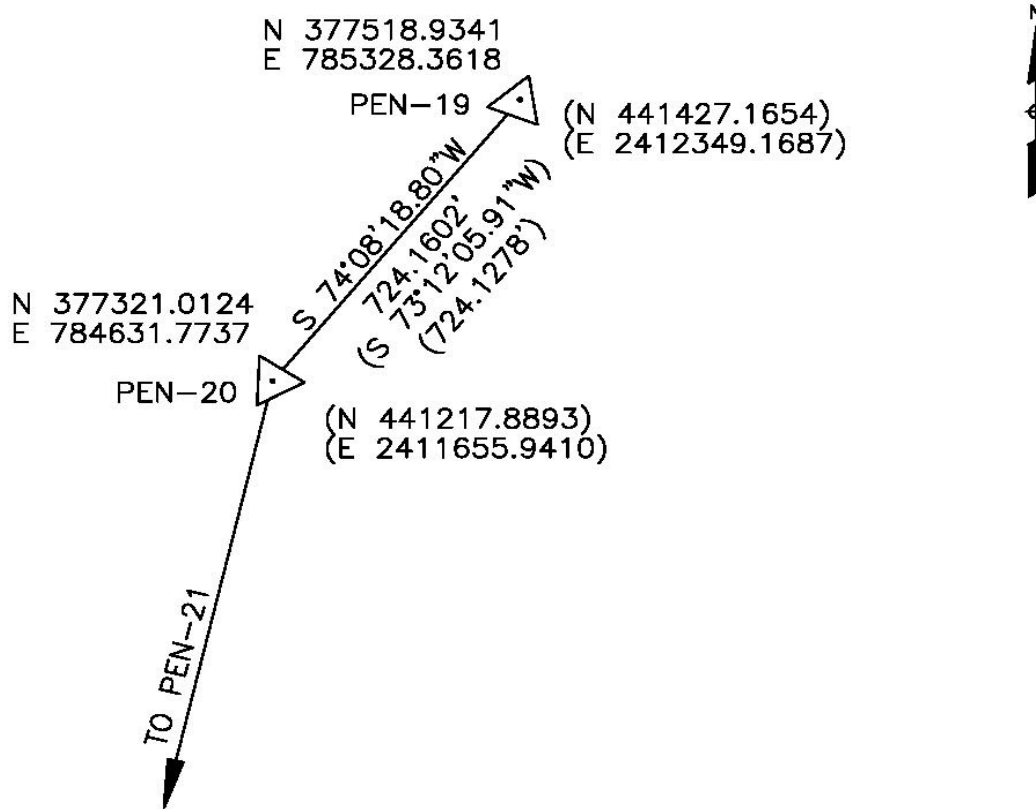 N 377518.9341
E 785328.3618
PEN-19
(N 441427.1654)
(E 2412349.1687)
S 74°08'18.80"W
724.1602'
(S 73°12'05.91"W)
(724.1278')
N 377321.0124
E 784631.7737
PEN-20
(N 441217.8893)
(E 2411655.9410)
TO PEN-21